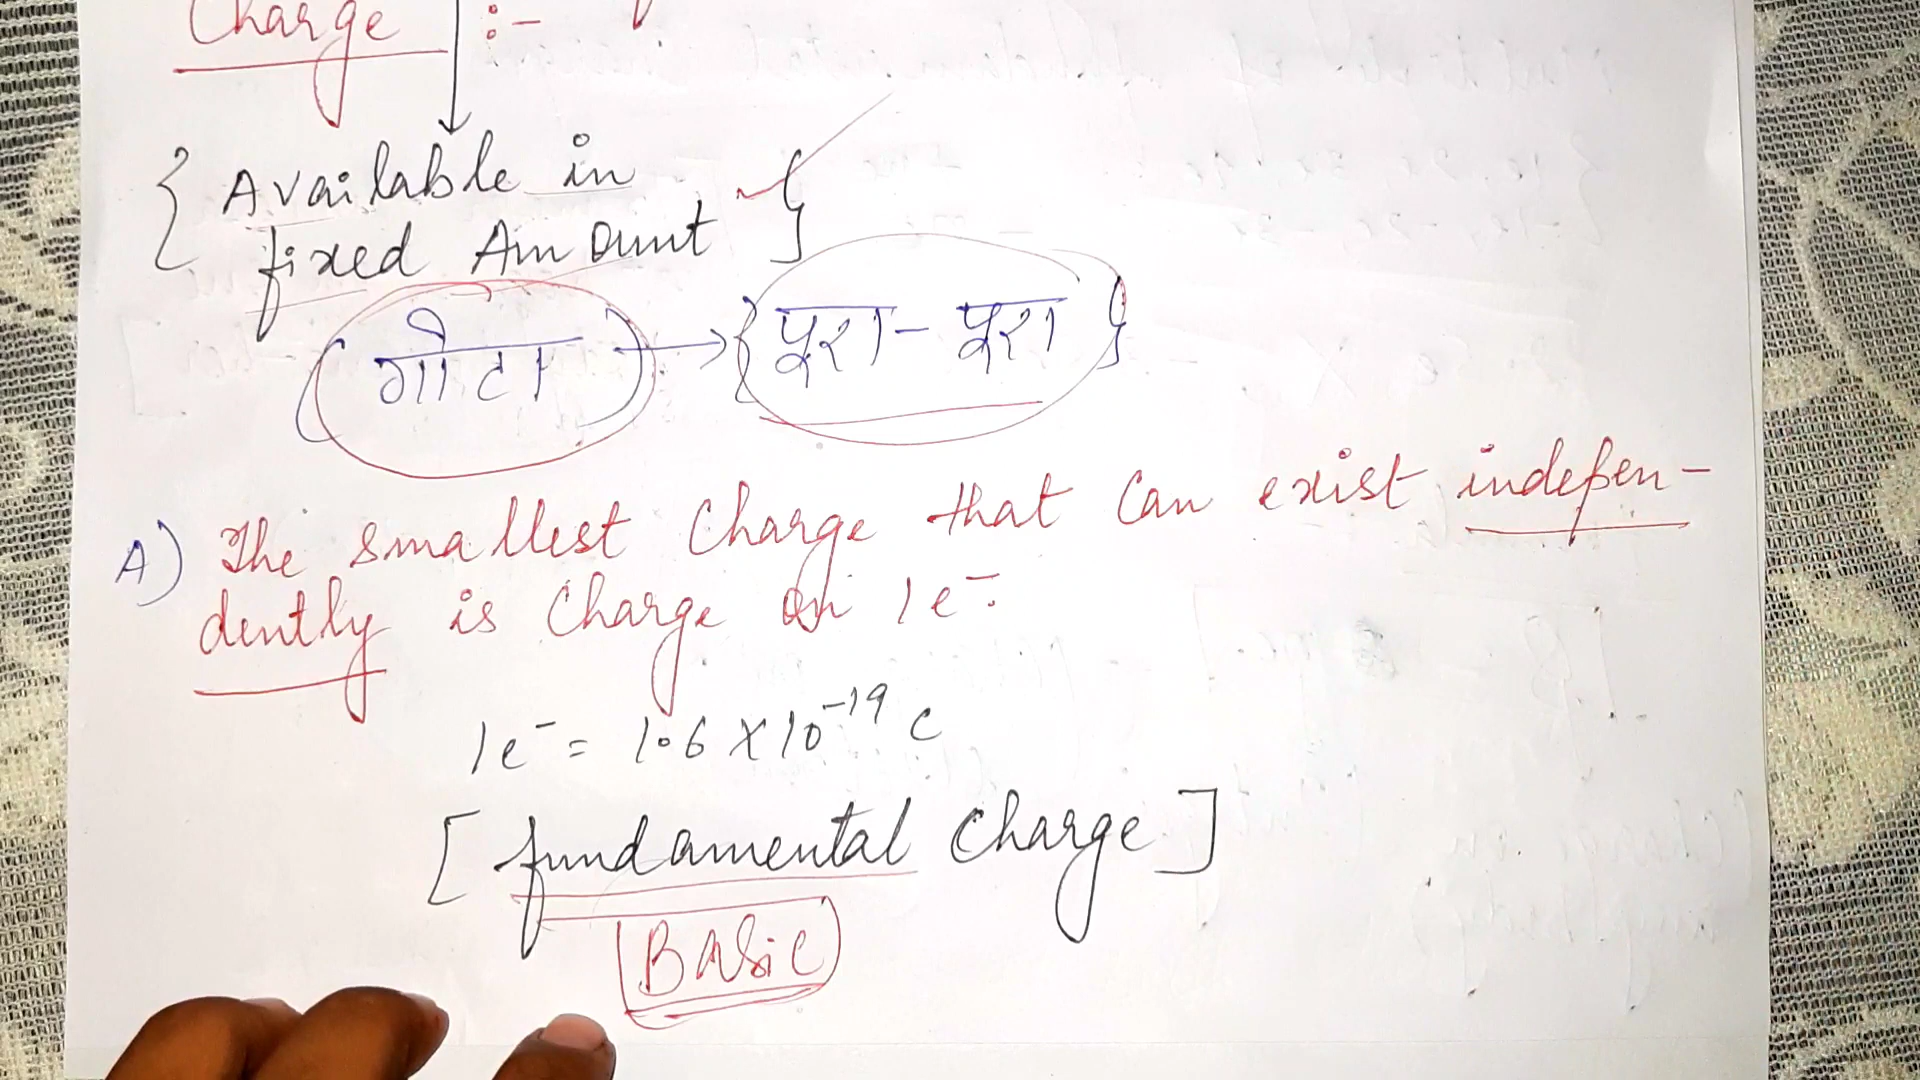 Charge :-
{ Available in
fixed Amount }
(गोटा) → {पूरा - पूरा}
A) The smallest Charge that Can exist indepen-
dently is Charge on 1e⁻.
1e⁻ = 1.6 X 10⁻¹⁹ C
[ fundamental Charge ]
BASiC